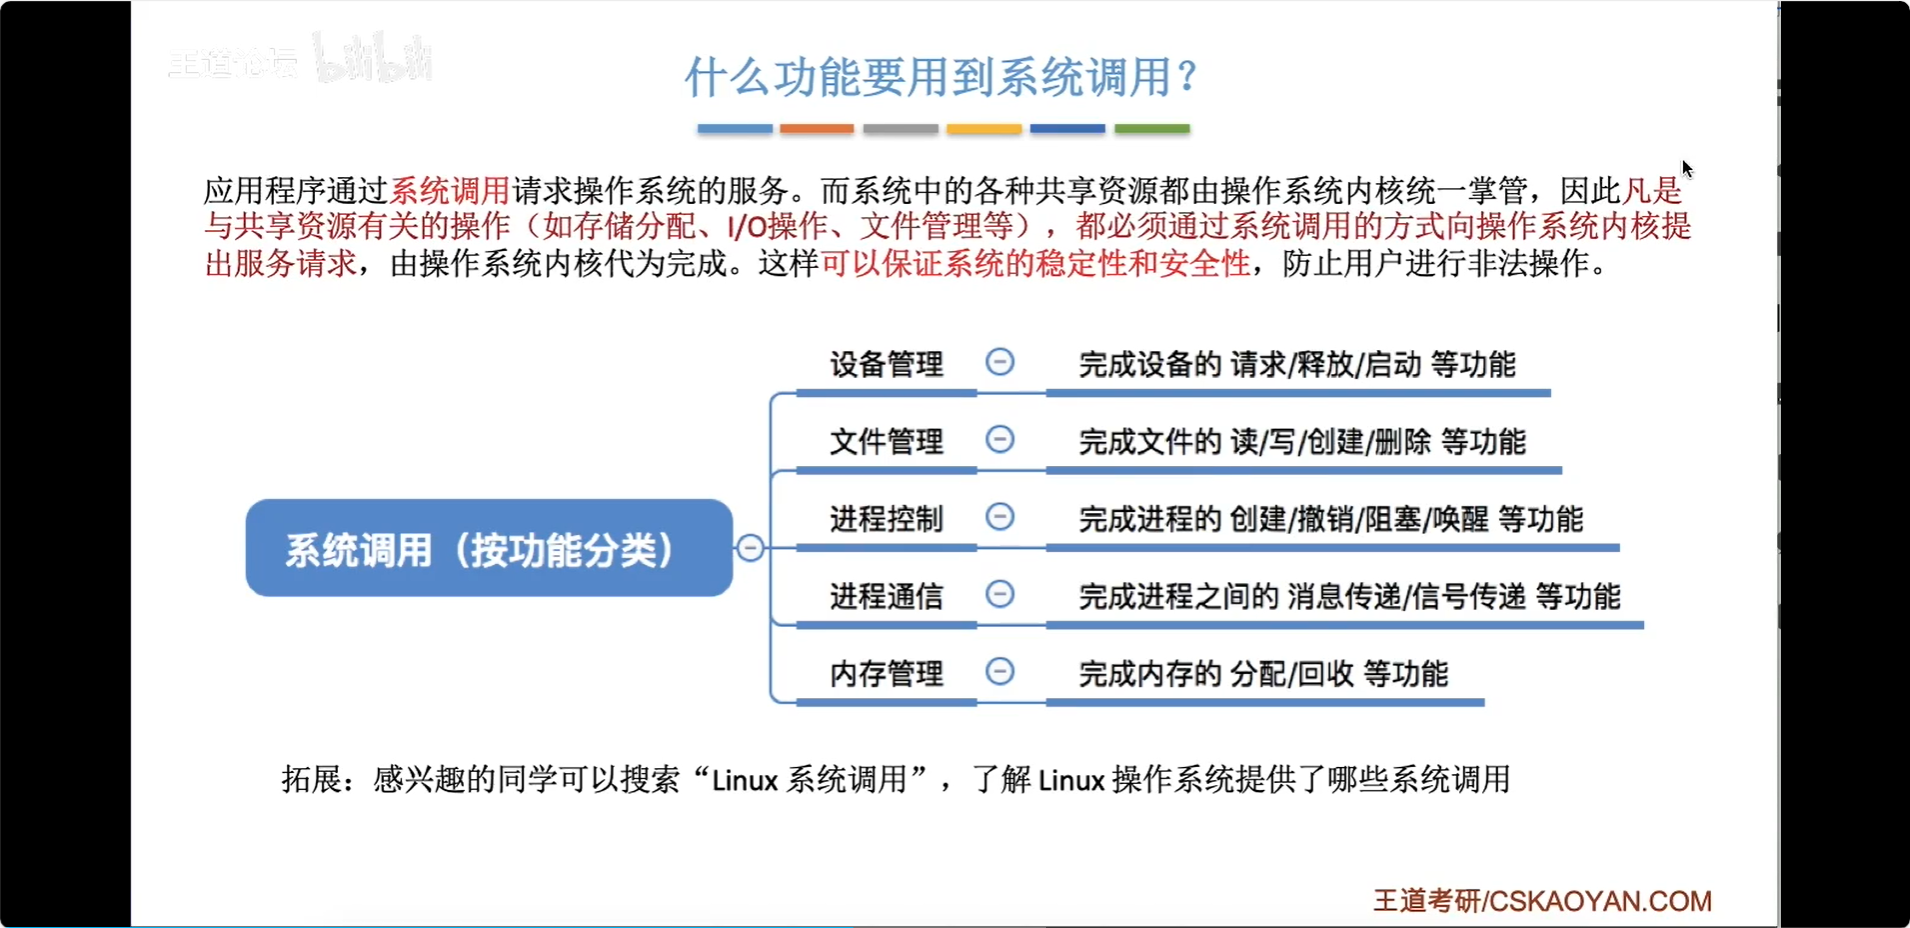 王道论坛 bilibili
什么功能要用到系统调用？
应用程序通过系统调用请求操作系统的服务。而系统中的各种共享资源都由操作系统内核统一掌管，因此凡是
与共享资源有关的操作（如存储分配、I/O操作、文件管理等），都必须通过系统调用的方式向操作系统内核提
出服务请求，由操作系统内核代为完成。这样可以保证系统的稳定性和安全性，防止用户进行非法操作。
设备管理 完成设备的 请求/释放/启动 等功能
文件管理 完成文件的 读/写/创建/删除 等功能
进程控制 完成进程的 创建/撤销/阻塞/唤醒 等功能
系统调用（按功能分类）
进程通信 完成进程之间的 消息传递/信号传递 等功能
内存管理 完成内存的 分配/回收 等功能
拓展：感兴趣的同学可以搜索“Linux 系统调用”，了解 Linux 操作系统提供了哪些系统调用
王道考研/CSKAOYAN.COM